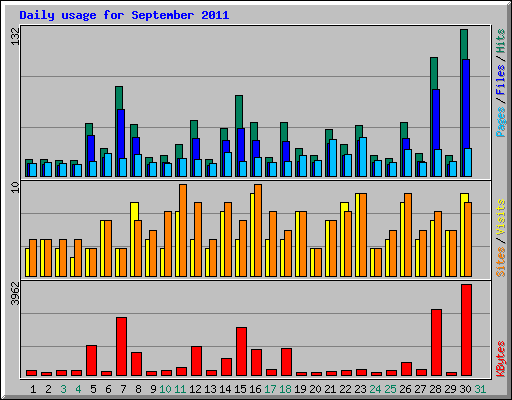 Daily usage for September 2011
132
Pages / Files / Hits
10
Sites / Visits
3962
KBytes
1 2 3 4 5 6 7 8 9 10 11 12 13 14 15 16 17 18 19 20 21 22 23 24 25 26 27 28 29 30 31